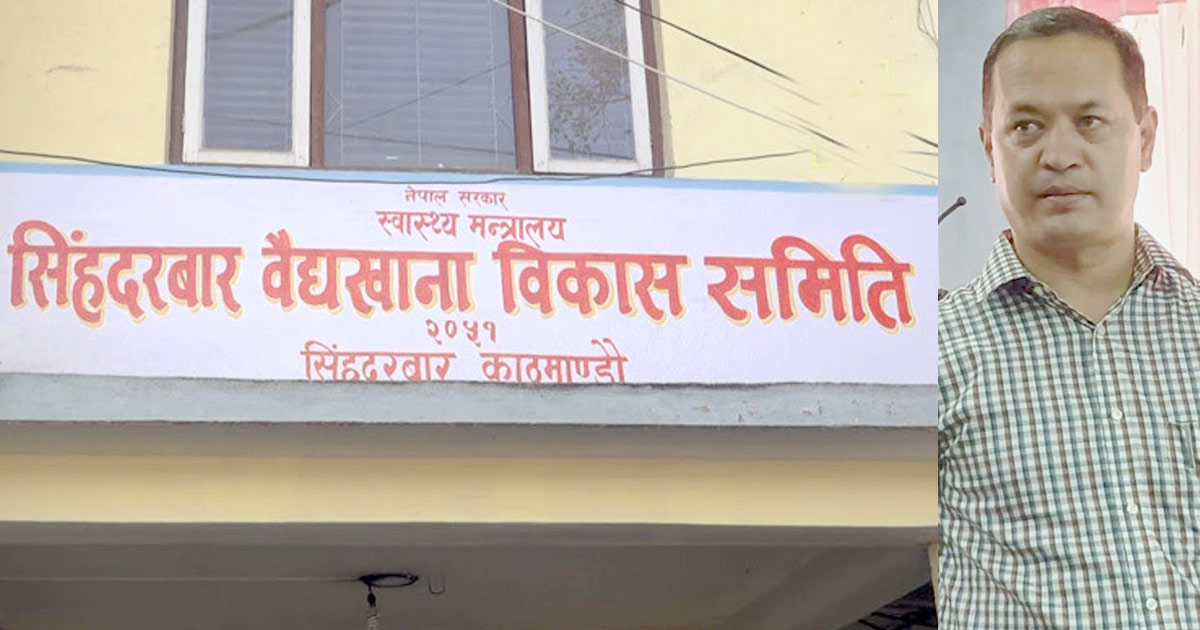 नेपाल सरकार
स्वास्थ्य मन्त्रालय
सिंहदरबार वैद्यखाना विकास समिति
२०५१
सिंहदरबार काठमाण्डौ